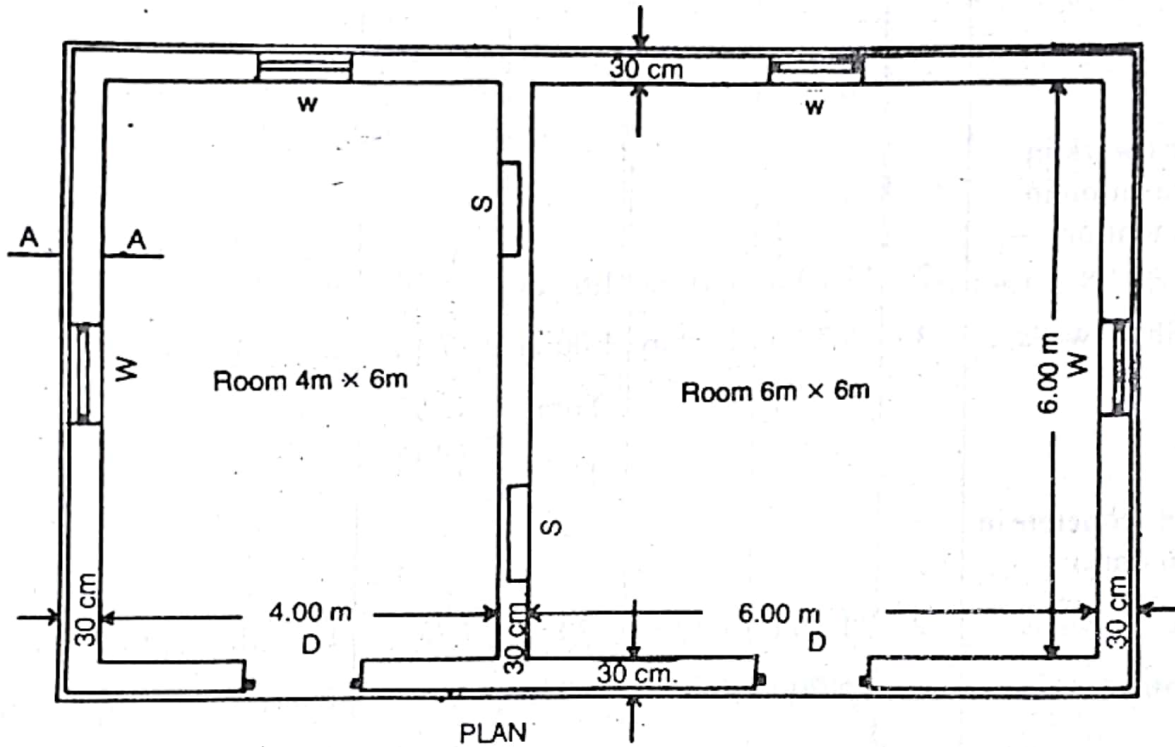 30 cm
W
W
S
A
A
W
6.00 m
W
Room 4m × 6m
Room 6m × 6m
S
30 cm
4.00 m
30 cm
6.00 m
30 cm
D
D
30 cm.
PLAN